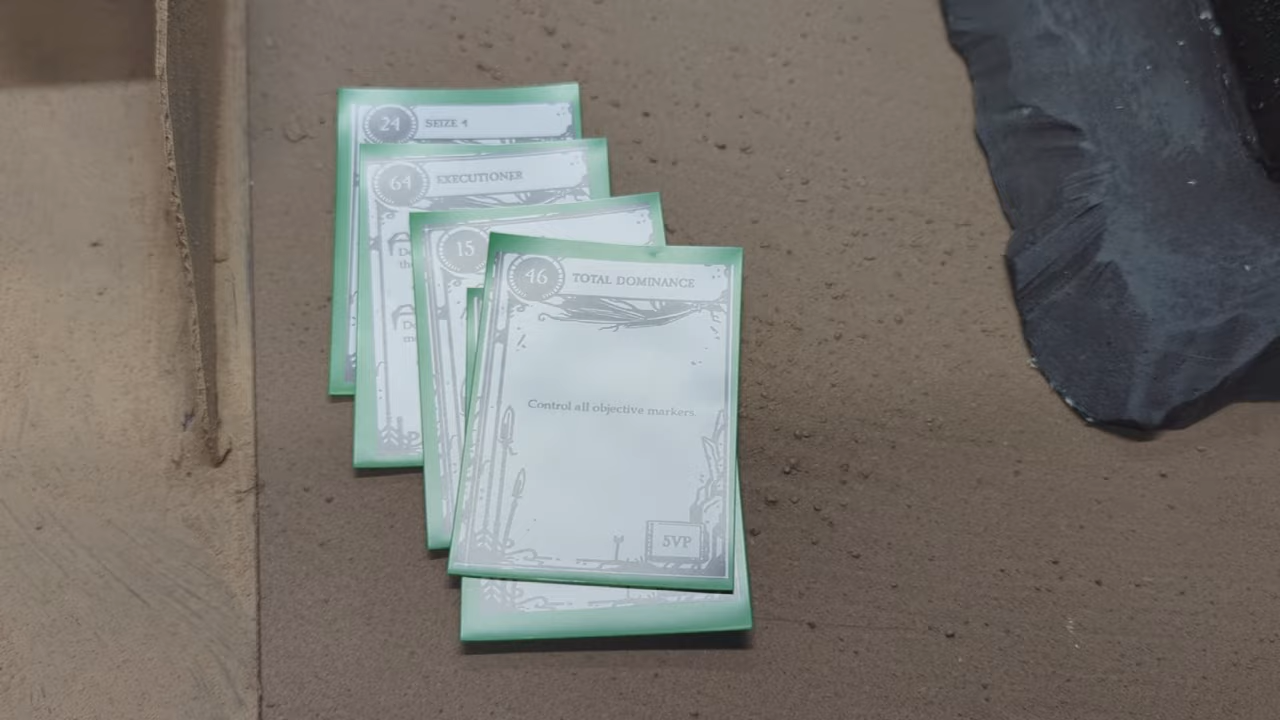 24 SEIZE 4
64 EXECUTIONER
15
46 TOTAL DOMINANCE
Control all objective markers.
5VP